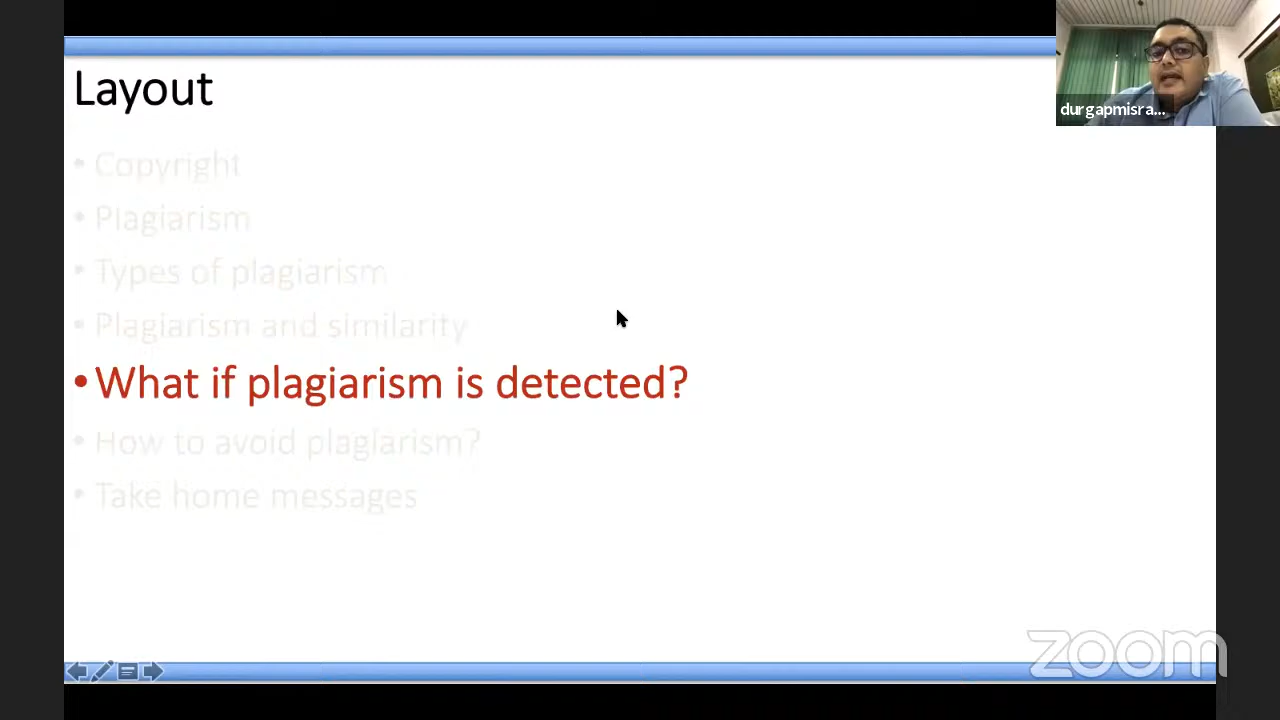 Layout
durgapmisra...
• Copyright
• Plagiarism
• Types of plagiarism
• Plagiarism and similarity
• What if plagiarism is detected?
• How to avoid plagiarism?
• Take home messages
zoom